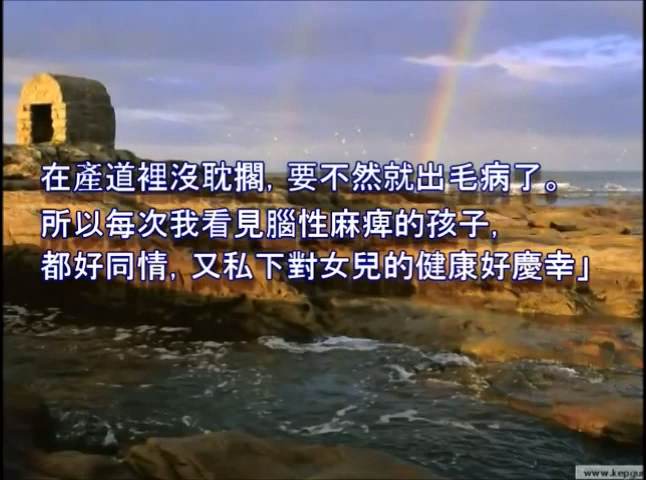 在產道裡沒耽擱，要不然就出毛病了。
所以每次我看見腦性麻痺的孩子，
都好同情，又私下對女兒的健康好慶幸」
www.kepgu